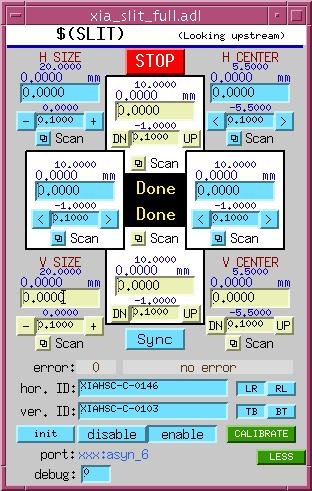 xia_slit_full.adl
$(SLIT) (Looking upstream)
H SIZE STOP H CENTER
20.0000 5.5000
0.0000 mm 10.0000 0.0000 mm
0.0000 0.0000 mm 0.0000
0.0000 0.0000 -5.5000
- 0.1000 + -1.0000 < 0.1000 >
Scan DN 0.1000 UP Scan
Scan
10.0000 Done 10.0000
0.0000 mm 0.0000 mm
0.0000 0.0000
-1.0000 Done -1.0000
< 0.1000 > < 0.1000 >
Scan Scan
V SIZE 10.0000 V CENTER
20.0000 0.0000 mm 5.5000
0.0000 mm 0.0000 0.0000 mm
0.0000 -1.0000 0.0000
0.0000 DN 0.1000 UP -5.5000
- 0.1000 + Scan DN 0.1000 UP
Scan Sync Scan
error: 0 no error
hor. ID: XIAHSC-C-0146 LR RL
ver. ID: XIAHSC-C-0103 TB BT
init disable enable CALIBRATE
port: xxx:asyn_6 LESS
debug: 0